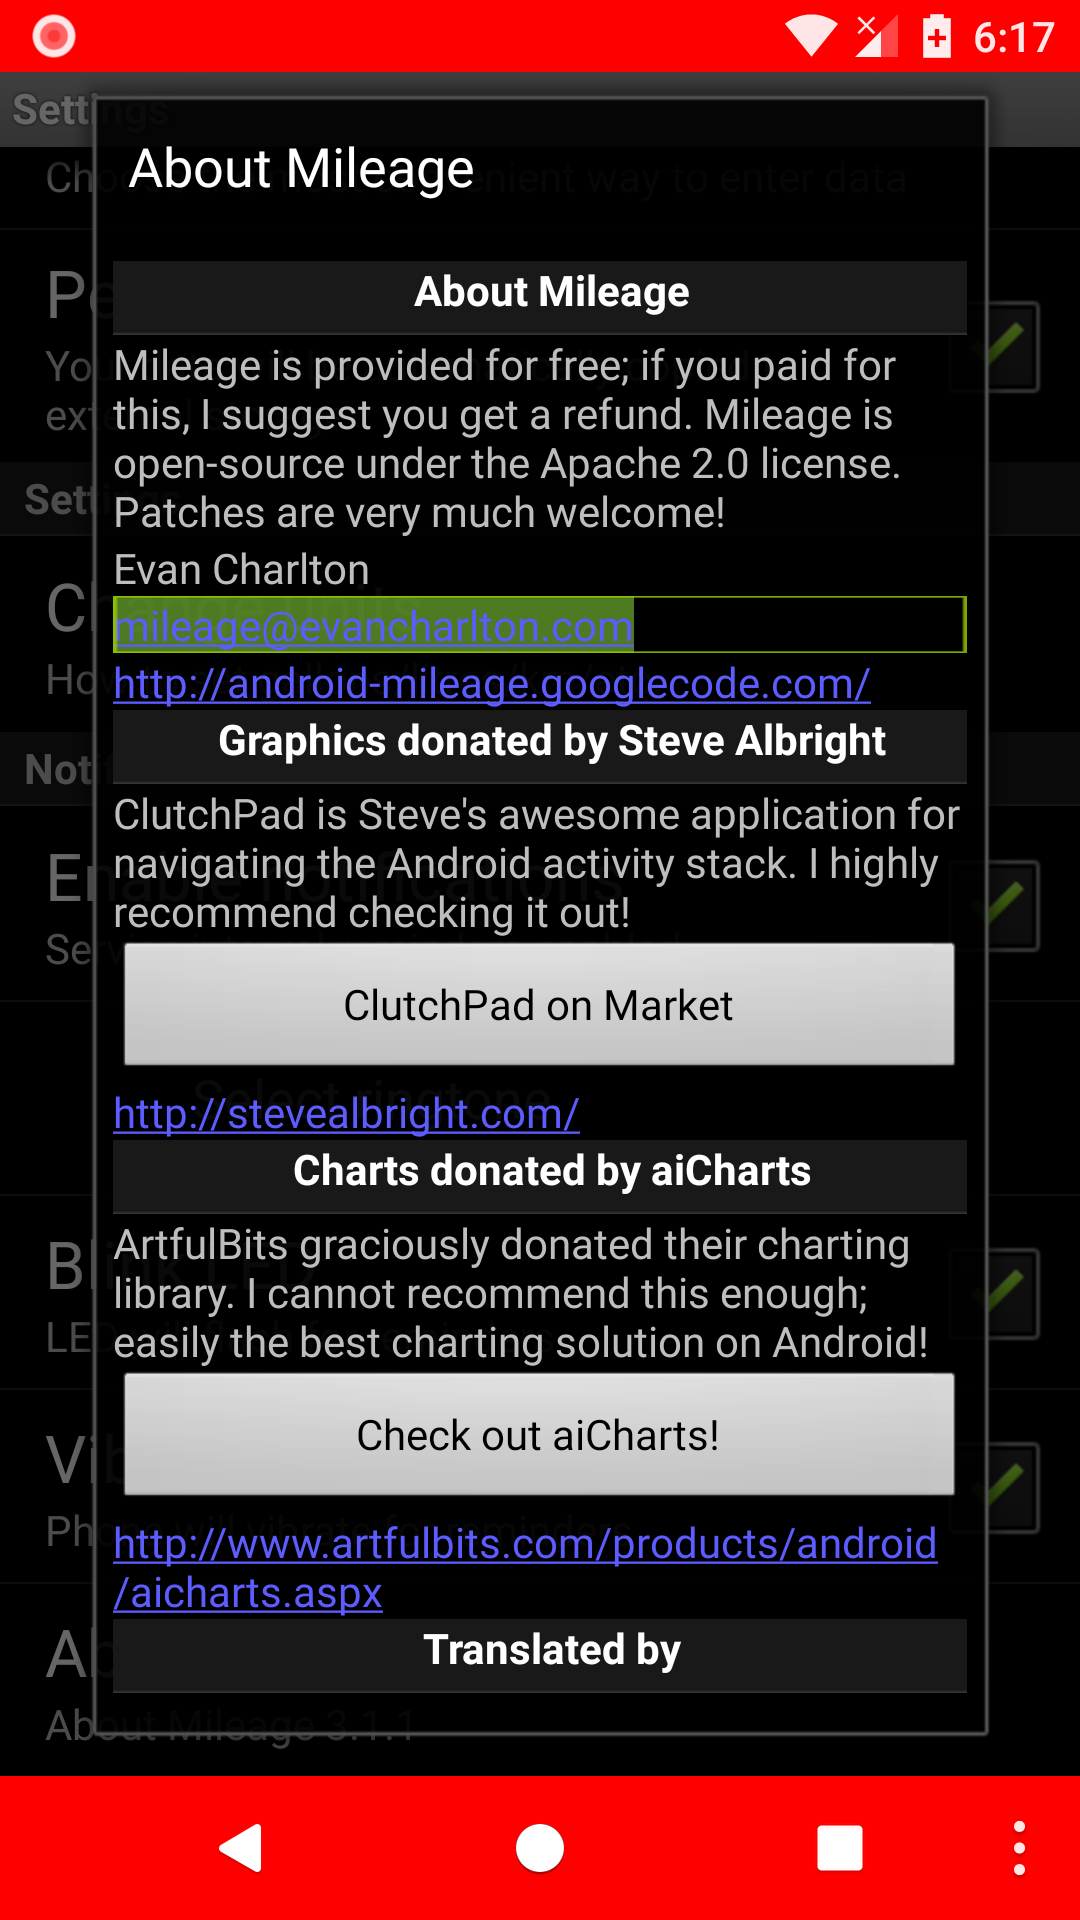 6:17
Settings
About Mileage
About Mileage
Mileage is provided for free; if you paid for
this, I suggest you get a refund. Mileage is
open-source under the Apache 2.0 license.
Patches are very much welcome!
Evan Charlton
mileage@evancharlton.com
http://android-mileage.googlecode.com/
Graphics donated by Steve Albright
ClutchPad is Steve's awesome application for
navigating the Android activity stack. I highly
recommend checking it out!
ClutchPad on Market
Select ringtone
http://stevealbright.com/
Charts donated by aiCharts
ArtfulBits graciously donated their charting
library. I cannot recommend this enough;
easily the best charting solution on Android!
Check out aiCharts!
http://www.artfulbits.com/products/android
/aicharts.aspx
Translated by
About Mileage 3.1.1